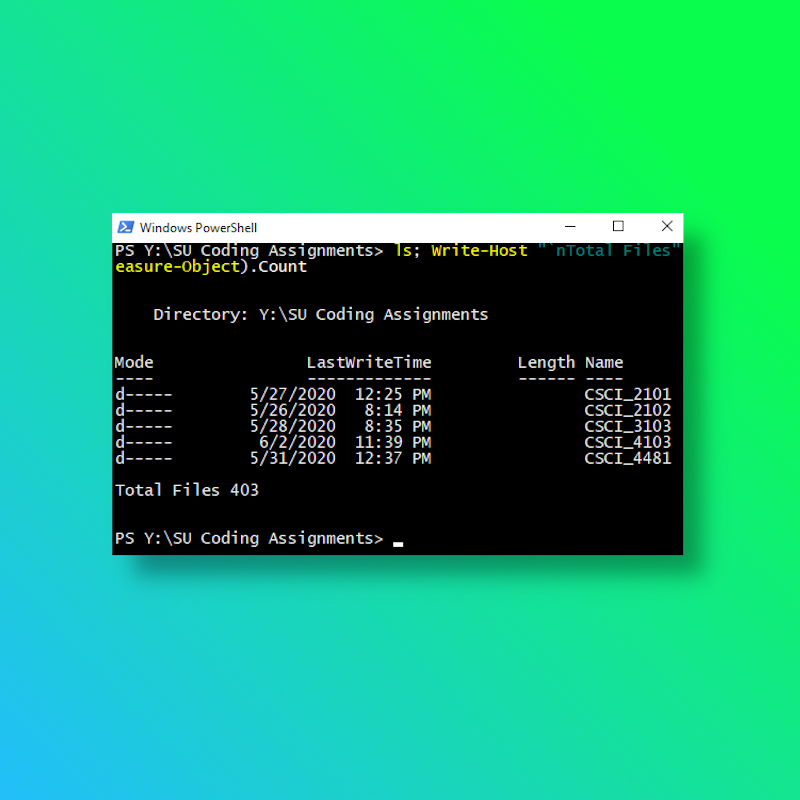 Windows PowerShell
PS Y:\SU Coding Assignments> ls; Write-Host "`nTotal Files"
easure-Object).Count
Directory: Y:\SU Coding Assignments
Mode LastWriteTime Length Name
---- ------------- ------ ----
d----- 5/27/2020 12:25 PM CSCI_2101
d----- 5/26/2020 8:14 PM CSCI_2102
d----- 5/28/2020 8:35 PM CSCI_3103
d----- 6/2/2020 11:39 PM CSCI_4103
d----- 5/31/2020 12:37 PM CSCI_4481
Total Files 403
PS Y:\SU Coding Assignments>